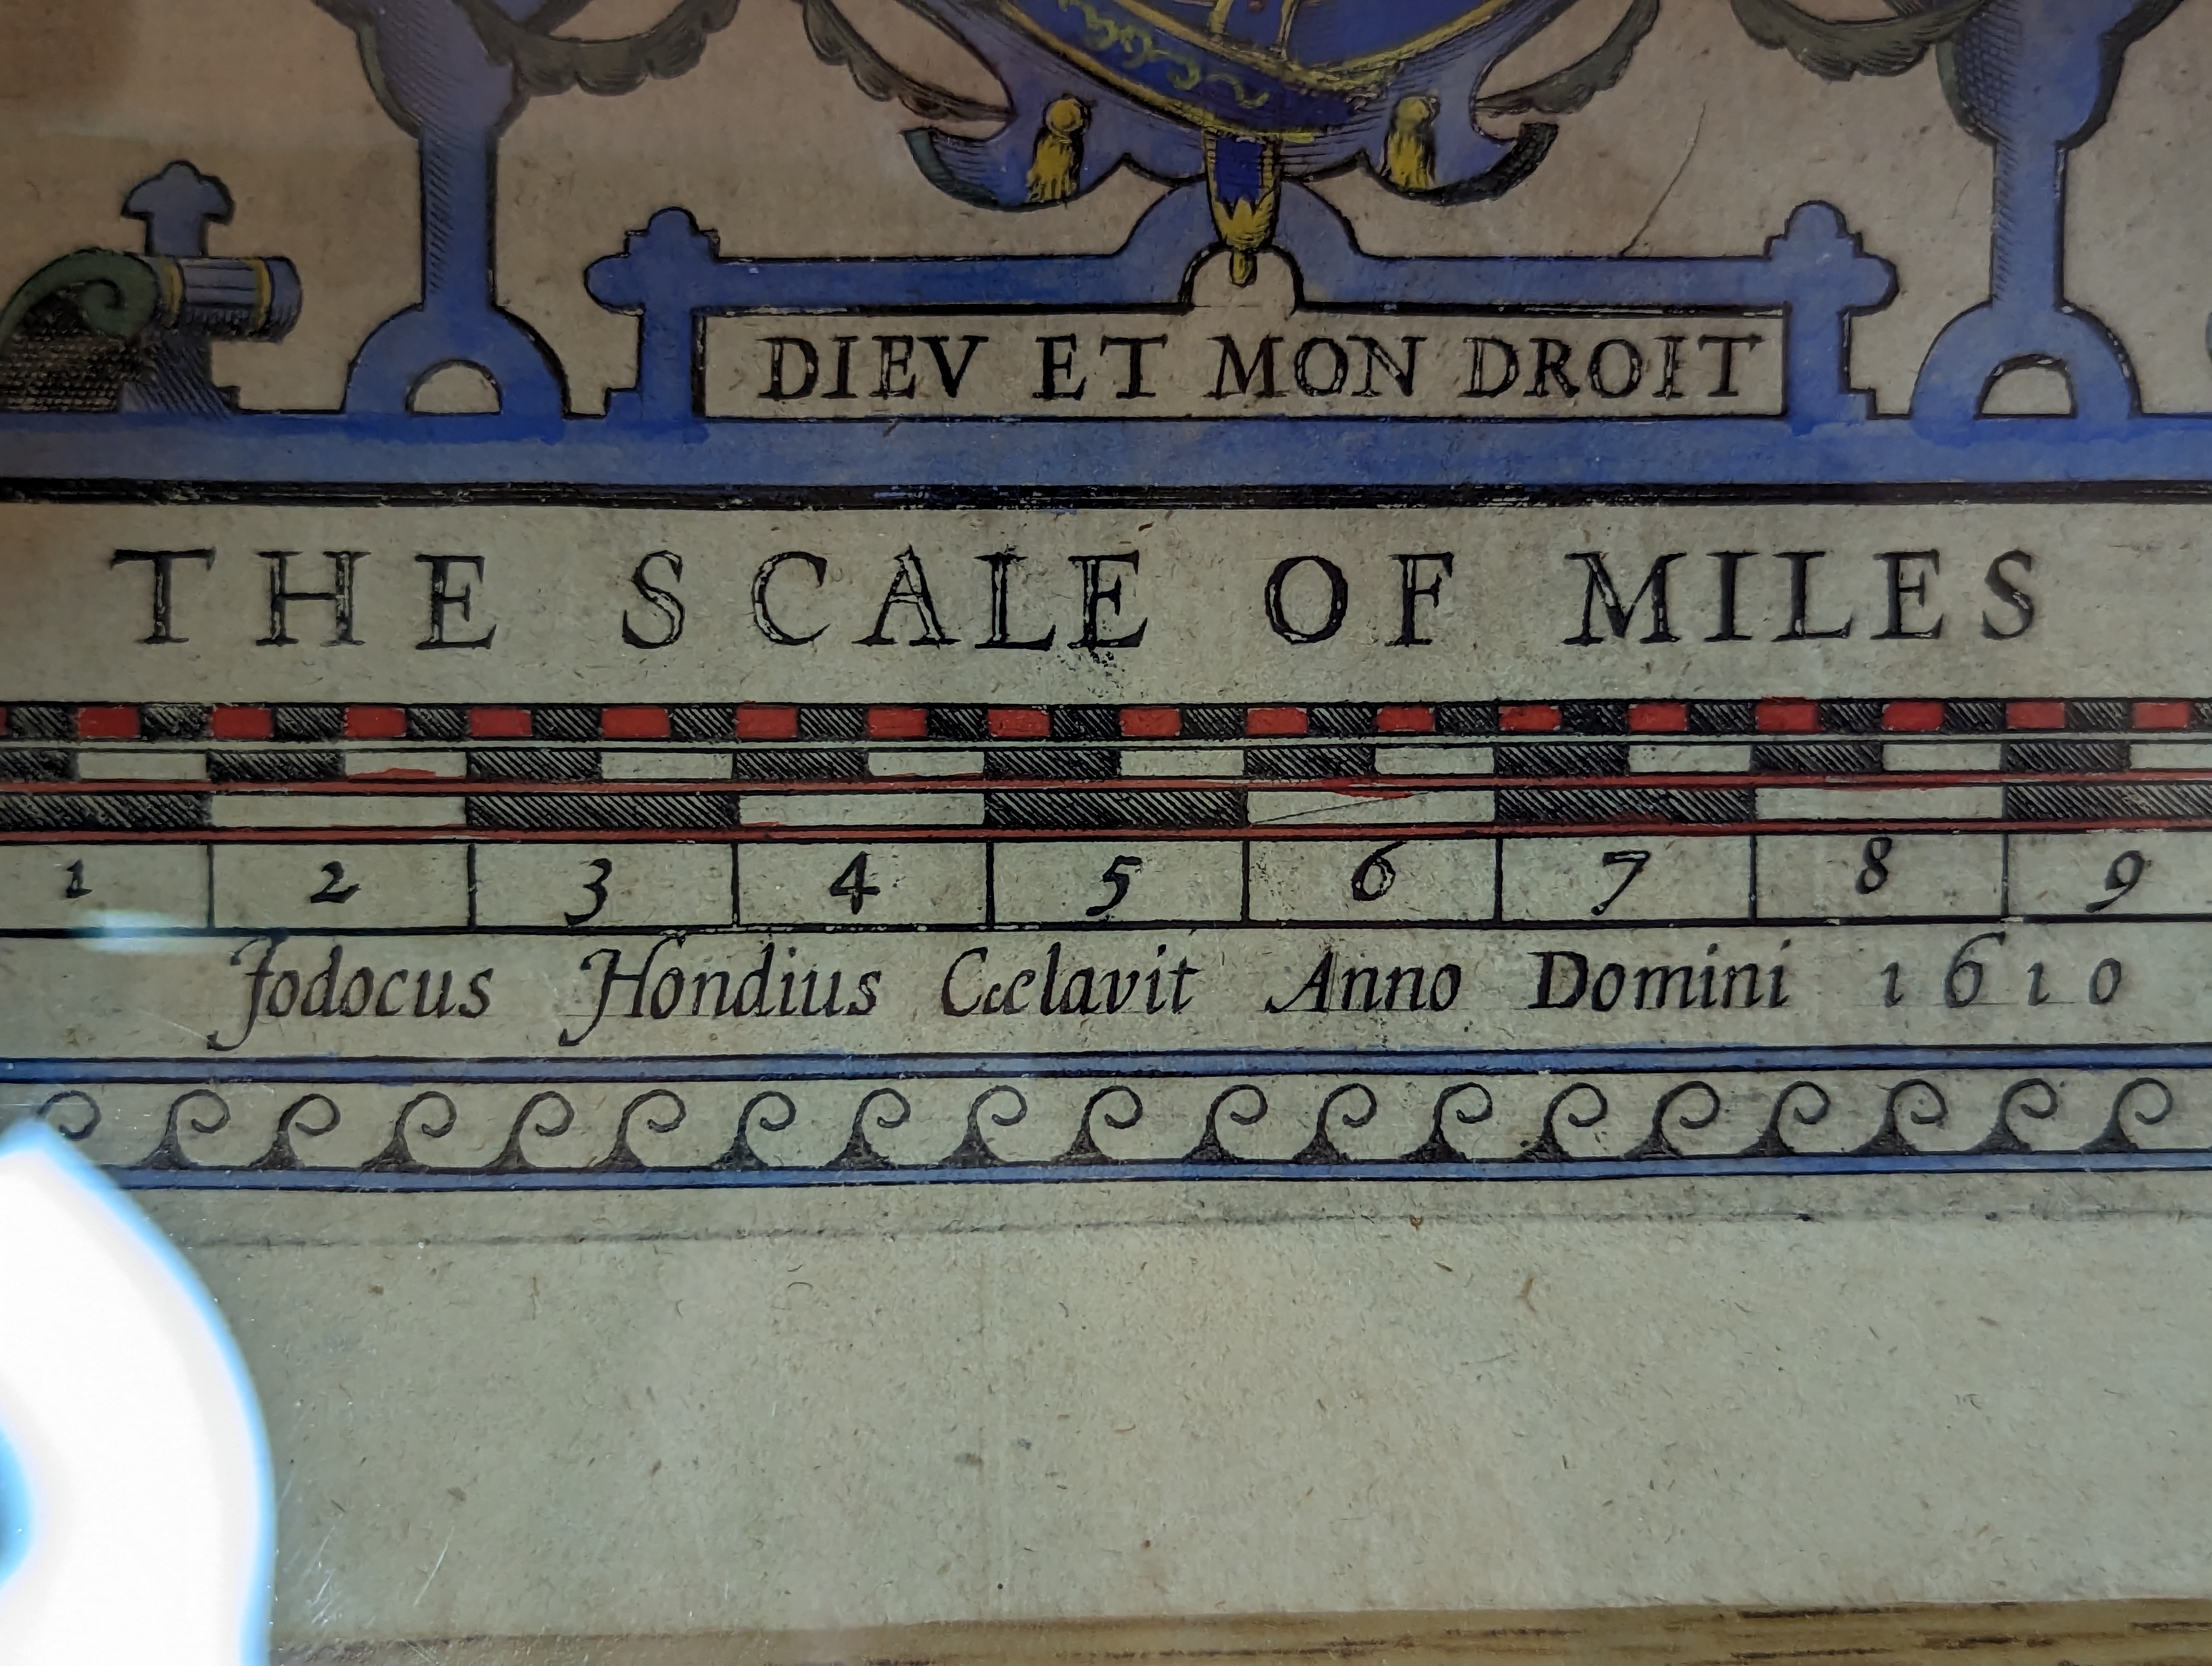 DIEV ET MON DROIT
THE SCALE OF MILES
1 2 3 4 5 6 7 8 9
Jodocus Hondius Cælavit Anno Domini 1610